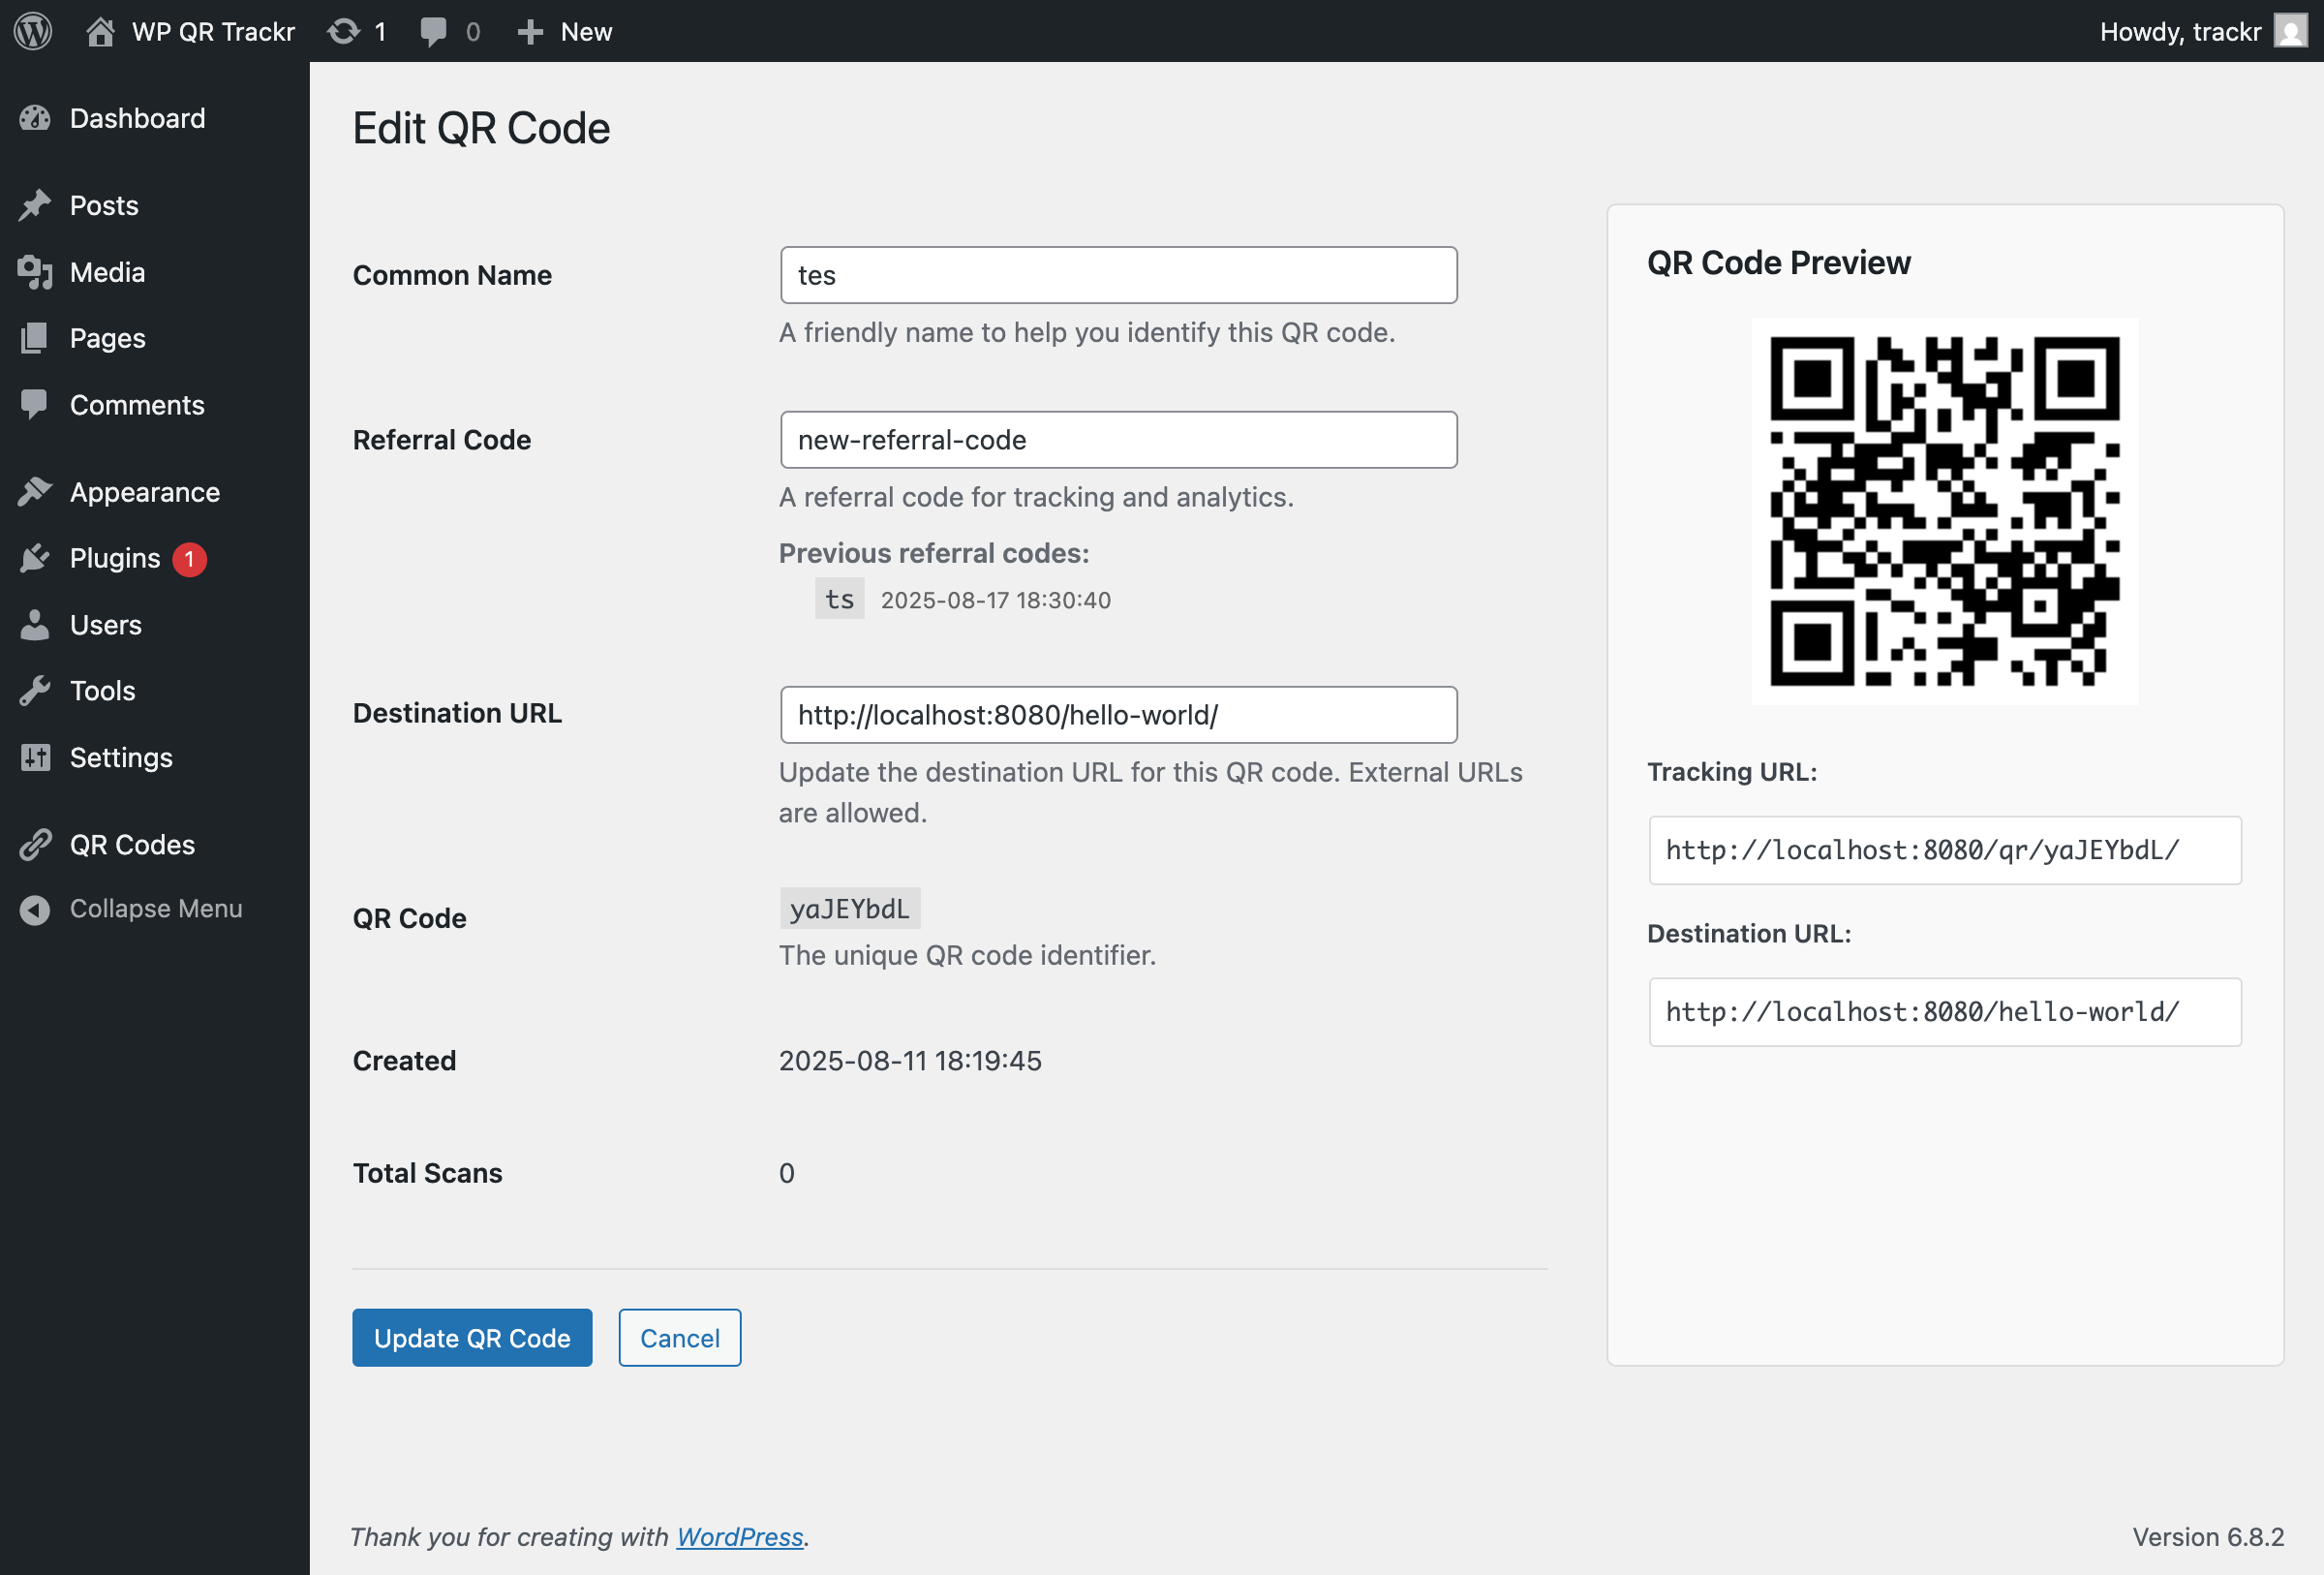 WP QR Trackr 1 0 New Howdy, trackr
Dashboard
Posts
Media
Pages
Comments
Appearance
Plugins 1
Users
Tools
Settings
QR Codes
Collapse Menu
Edit QR Code
Common Name
tes
A friendly name to help you identify this QR code.
Referral Code
new-referral-code
A referral code for tracking and analytics.
Previous referral codes:
ts 2025-08-17 18:30:40
Destination URL
http://localhost:8080/hello-world/
Update the destination URL for this QR code. External URLs
are allowed.
QR Code
yaJEYbdL
The unique QR code identifier.
Created
2025-08-11 18:19:45
Total Scans
0
Update QR Code
Cancel
QR Code Preview
Tracking URL:
http://localhost:8080/qr/yaJEYbdL/
Destination URL:
http://localhost:8080/hello-world/
Thank you for creating with WordPress.
Version 6.8.2